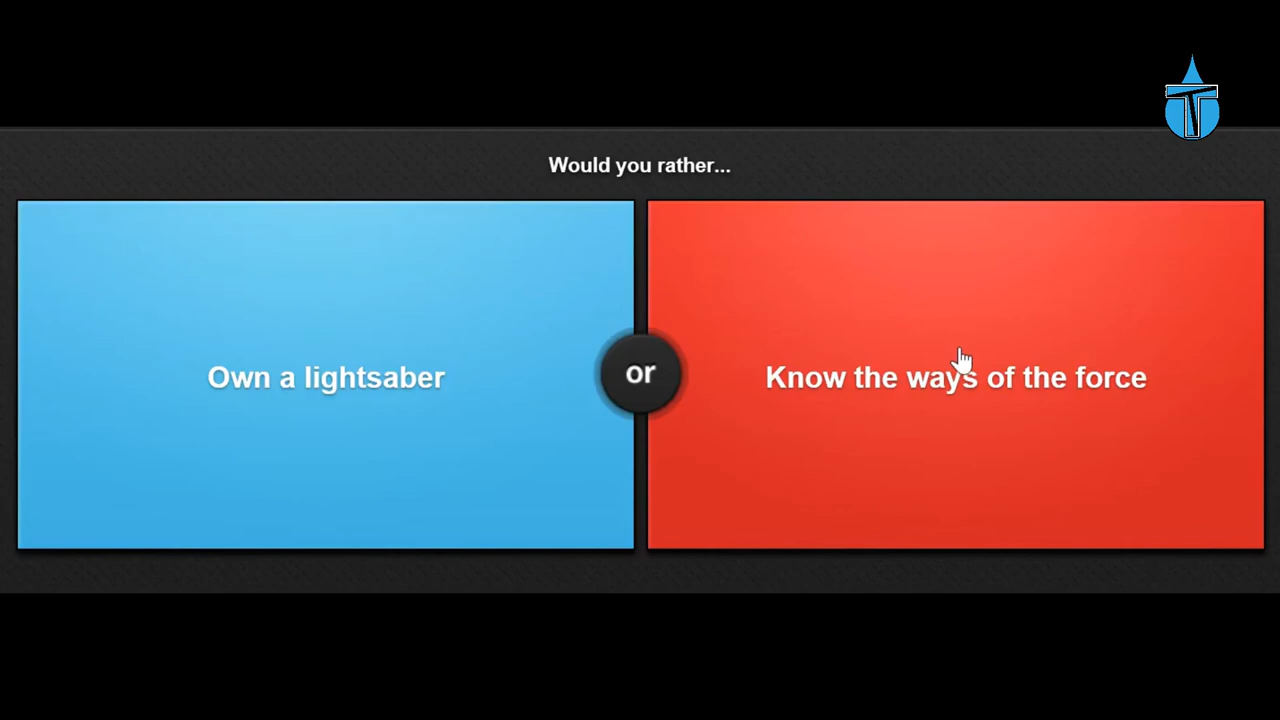 Would you rather...
Own a lightsaber
or
Know the ways of the force
T